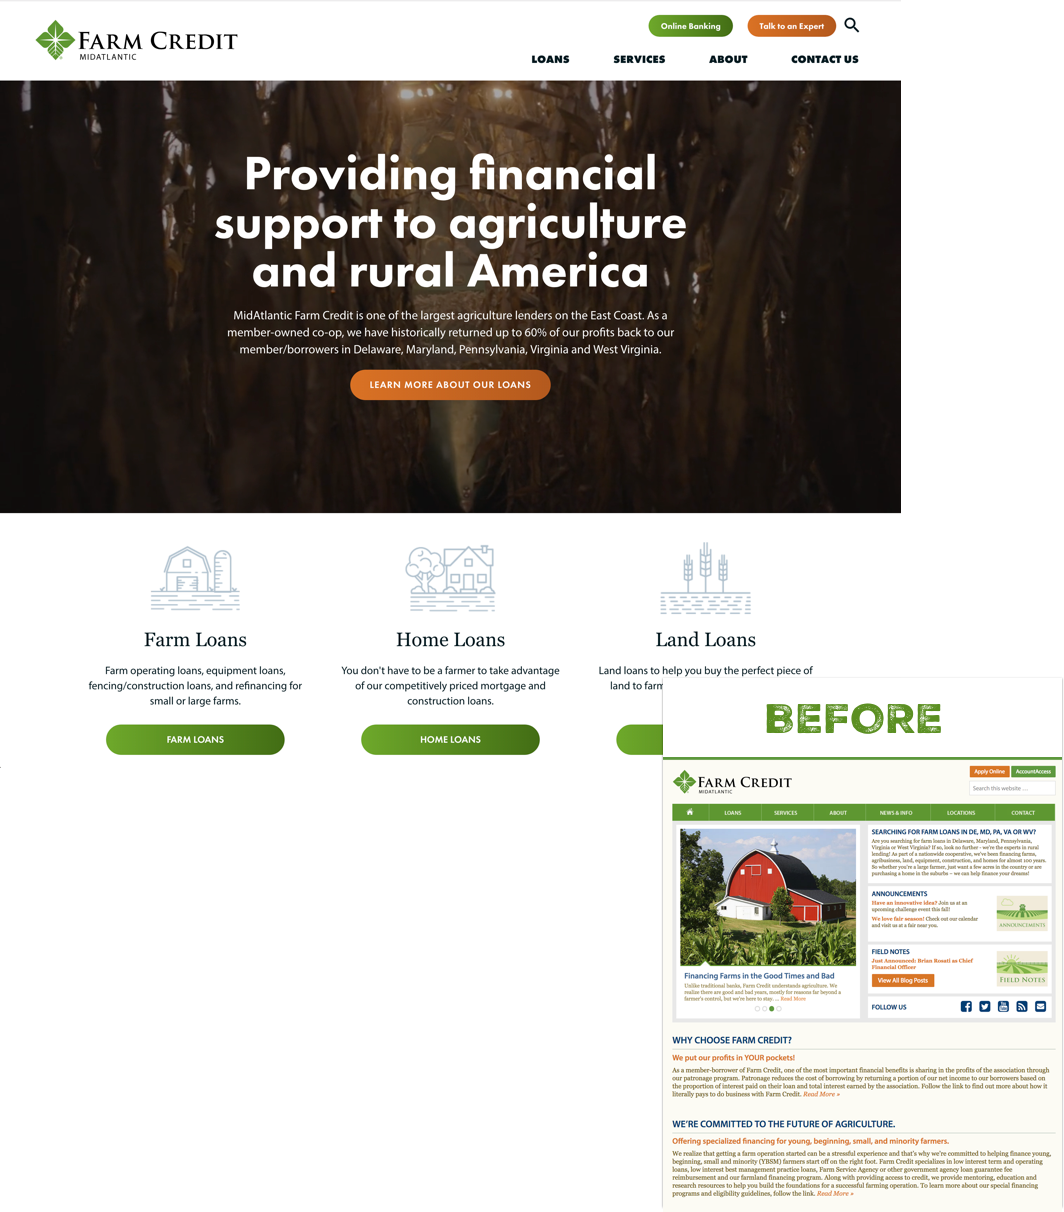 FARM CREDIT
MIDATLANTIC
Online Banking
Talk to an Expert
LOANS
SERVICES
ABOUT
CONTACT US
Providing financial
support to agriculture
and rural America
MidAtlantic Farm Credit is one of the largest agriculture lenders on the East Coast. As a
member-owned co-op, we have historically returned up to 60% of our profits back to our
member/borrowers in Delaware, Maryland, Pennsylvania, Virginia and West Virginia.
LEARN MORE ABOUT OUR LOANS
Farm Loans
Farm operating loans, equipment loans,
fencing/construction loans, and refinancing for
small or large farms.
FARM LOANS
Home Loans
You don't have to be a farmer to take advantage
of our competitively priced mortgage and
construction loans.
HOME LOANS
Land Loans
Land loans to help you buy the perfect piece of
land to farm
BEFORE
FARM CREDIT
MIDATLANTIC
Apply Online
AccountAccess
Search this website …
LOANS
SERVICES
ABOUT
NEWS & INFO
LOCATIONS
CONTACT
Financing Farms in the Good Times and Bad
Unlike traditional banks, Farm Credit understands agriculture. We
realize there are good and bad years, mostly for reasons far beyond a
farmer's control, but we're here to stay. ... Read More
SEARCHING FOR FARM LOANS IN DE, MD, PA, VA OR WV?
Are you searching for farm loans in Delaware, Maryland, Pennsylvania,
Virginia or West Virginia? If so, look no further - we're the experts in rural
lending! As part of a nationwide cooperative, we've been financing farms,
agribusiness, land, equipment, construction, and homes for almost 100 years.
So whether you're a large farmer, just want a few acres in the country or are
purchasing a home in the suburbs – we can help finance your dreams!
ANNOUNCEMENTS
Have an innovative idea? Join us at an
upcoming challenge event this fall!
We love fair season! Check out our calendar
and visit us at a fair near you.
ANNOUNCEMENTS
FIELD NOTES
Just Announced: Brian Rosati as Chief
Financial Officer
View All Blog Posts
FIELD NOTES
FOLLOW US
WHY CHOOSE FARM CREDIT?
We put our profits in YOUR pockets!
As a member-borrower of Farm Credit, one of the most important financial benefits is sharing in the profits of the association through
our patronage program. Patronage reduces the cost of borrowing by returning a portion of our net income to our borrowers based on
the proportion of interest paid on their loan and total interest earned by the association. Follow the link to find out more about how it
literally pays to do business with Farm Credit. Read More »
WE'RE COMMITTED TO THE FUTURE OF AGRICULTURE.
Offering specialized financing for young, beginning, small, and minority farmers.
We realize that getting a farm operation started can be a stressful experience and that's why we're committed to helping finance young,
beginning, small and minority (YBSM) farmers start off on the right foot. Farm Credit specializes in low interest term and operating
loans, low interest best management practice loans, Farm Service Agency or other government agency loan guarantee fee
reimbursement and our farmland financing program. Along with providing access to credit, we provide mentoring, education and
research resources to help you build the foundations for a successful farming operation. To learn more about our special financing
programs and eligibility guidelines, follow the link. Read More »